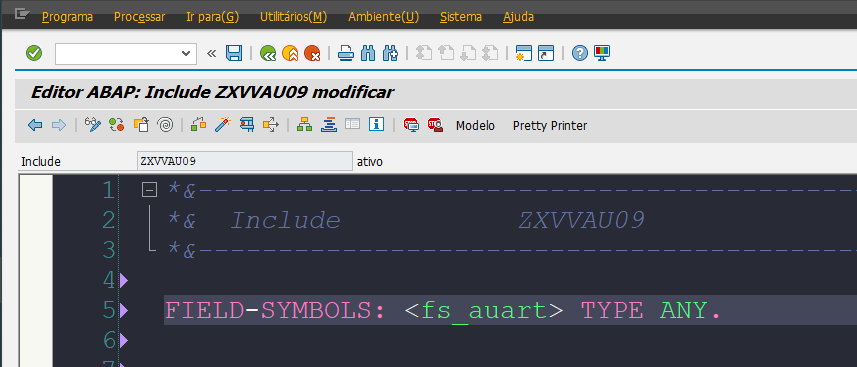 Programa Processar Ir para(G) Utilitários(M) Ambiente(U) Sistema Ajuda
Editor ABAP: Include ZXVVAU09 modificar
Modelo Pretty Printer
Include ZXVVAU09 ativo
1 *&---------------------------------------------
2 *&  Include           ZXVVAU09
3 *&---------------------------------------------
4
5 FIELD-SYMBOLS: <fs_auart> TYPE ANY.
6